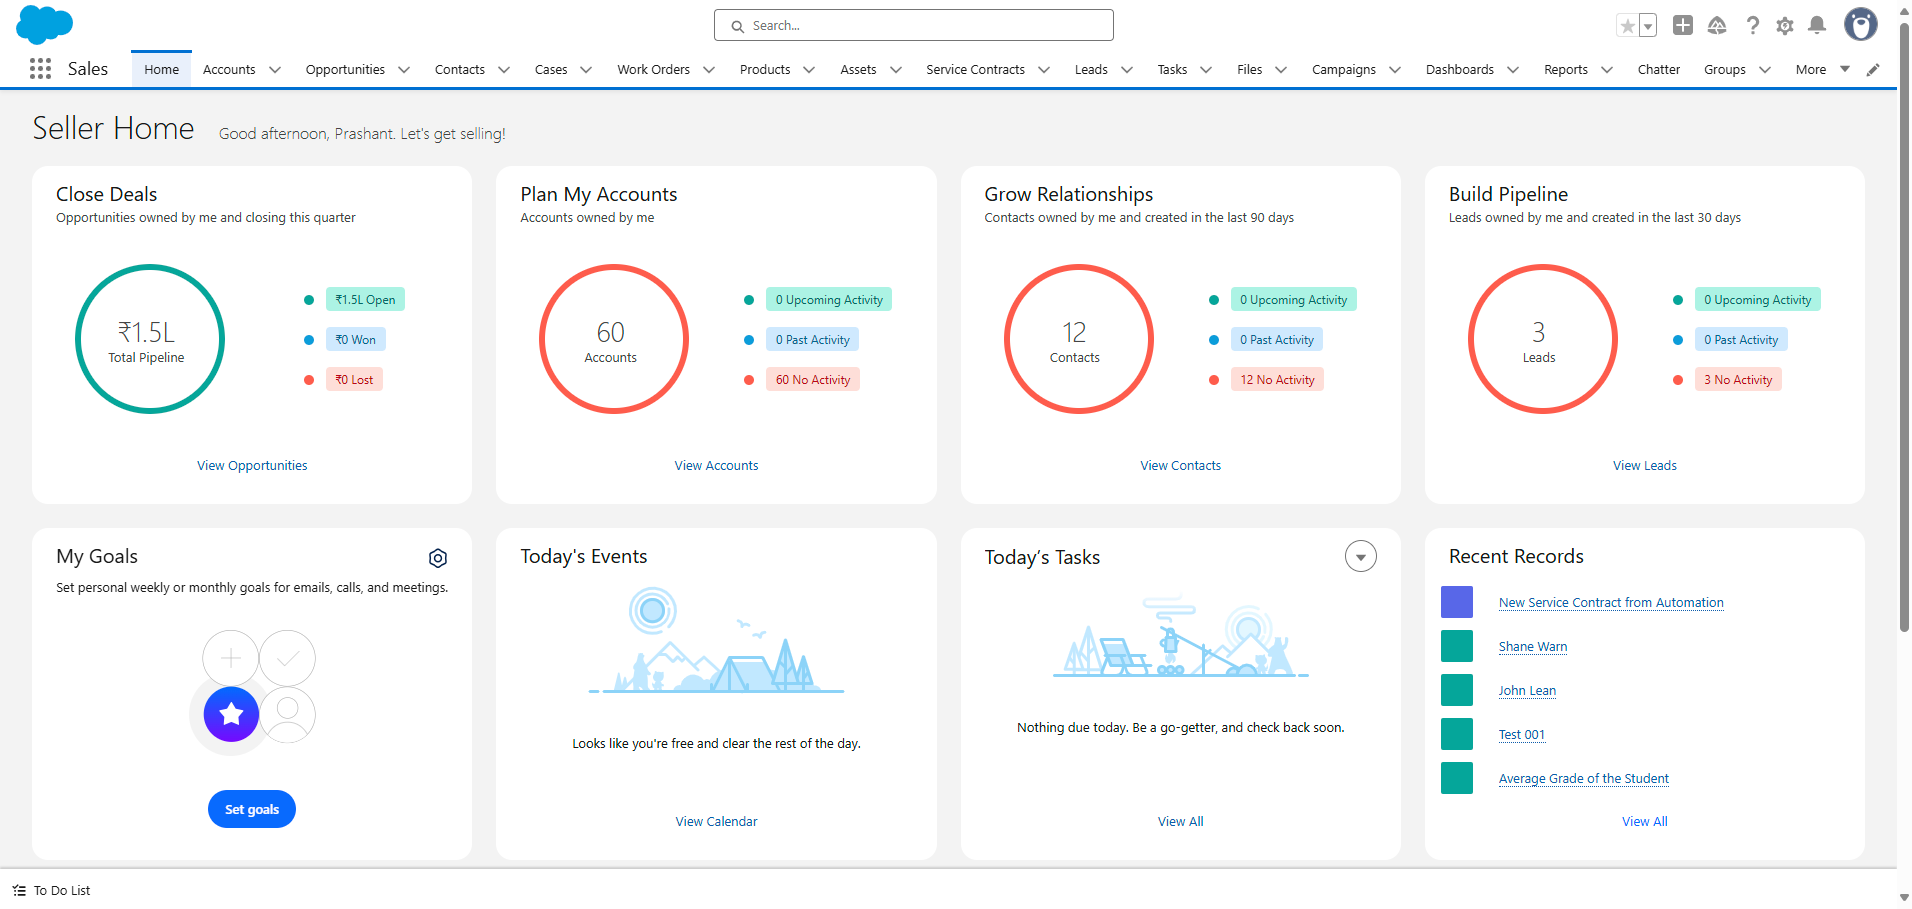 Search...
Sales
Home
Accounts
Opportunities
Contacts
Cases
Work Orders
Products
Assets
Service Contracts
Leads
Tasks
Files
Campaigns
Dashboards
Reports
Chatter
Groups
More
Seller Home
Good afternoon, Prashant. Let's get selling!
Close Deals
Opportunities owned by me and closing this quarter
₹1.5L
Total Pipeline
₹1.5L Open
₹0 Won
₹0 Lost
View Opportunities
Plan My Accounts
Accounts owned by me
60
Accounts
0 Upcoming Activity
0 Past Activity
60 No Activity
View Accounts
Grow Relationships
Contacts owned by me and created in the last 90 days
12
Contacts
0 Upcoming Activity
0 Past Activity
12 No Activity
View Contacts
Build Pipeline
Leads owned by me and created in the last 30 days
3
Leads
0 Upcoming Activity
0 Past Activity
3 No Activity
View Leads
My Goals
Set personal weekly or monthly goals for emails, calls, and meetings.
Set goals
Today's Events
Looks like you're free and clear the rest of the day.
View Calendar
Today’s Tasks
Nothing due today. Be a go-getter, and check back soon.
View All
Recent Records
New Service Contract from Automation
Shane Warn
John Lean
Test 001
Average Grade of the Student
View All
To Do List